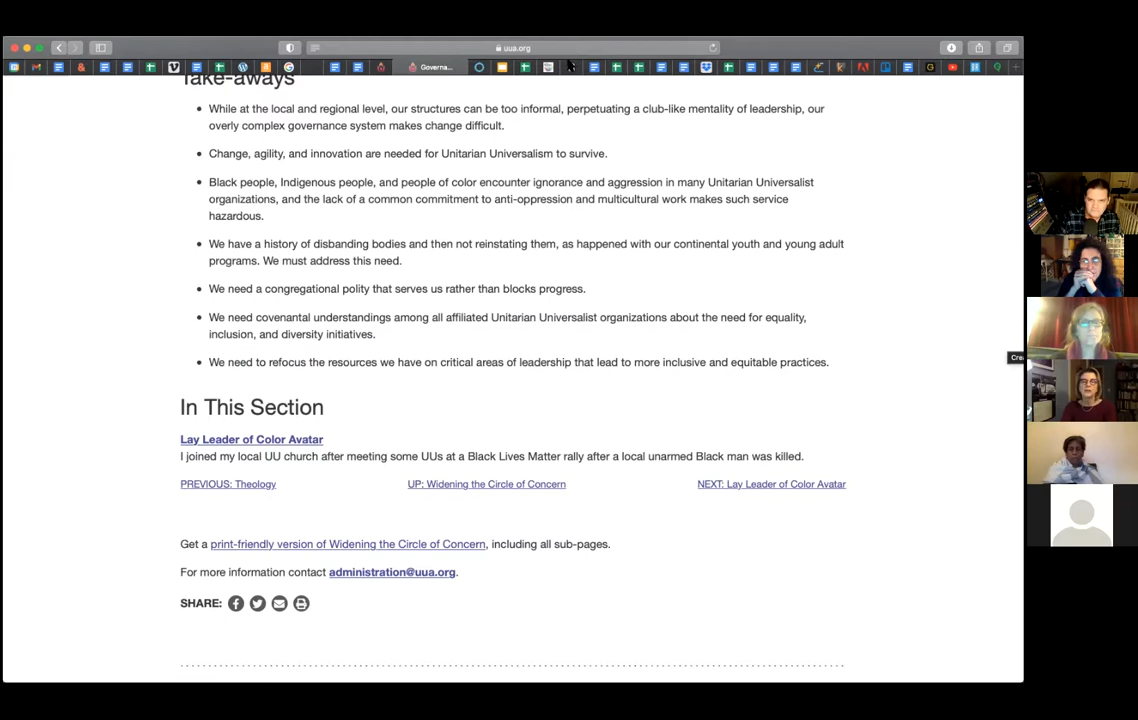 uua.org
Governa...
Take-aways
While at the local and regional level, our structures can be too informal, perpetuating a club-like mentality of leadership, our
overly complex governance system makes change difficult.
Change, agility, and innovation are needed for Unitarian Universalism to survive.
Black people, Indigenous people, and people of color encounter ignorance and aggression in many Unitarian Universalist
organizations, and the lack of a common commitment to anti-oppression and multicultural work makes such service
hazardous.
We have a history of disbanding bodies and then not reinstating them, as happened with our continental youth and young adult
programs. We must address this need.
We need a congregational polity that serves us rather than blocks progress.
We need covenantal understandings among all affiliated Unitarian Universalist organizations about the need for equality,
inclusion, and diversity initiatives.
Crea
We need to refocus the resources we have on critical areas of leadership that lead to more inclusive and equitable practices.
In This Section
Lay Leader of Color Avatar
I joined my local UU church after meeting some UUs at a Black Lives Matter rally after a local unarmed Black man was killed.
PREVIOUS: Theology UP: Widening the Circle of Concern NEXT: Lay Leader of Color Avatar
Get a print-friendly version of Widening the Circle of Concern, including all sub-pages.
For more information contact administration@uua.org.
SHARE: